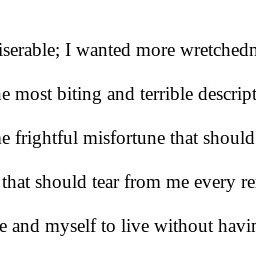 iserable; I wanted more wretchedn
e most biting and terrible descript
e frightful misfortune that should
that should tear from me every re
e and myself to live without havin